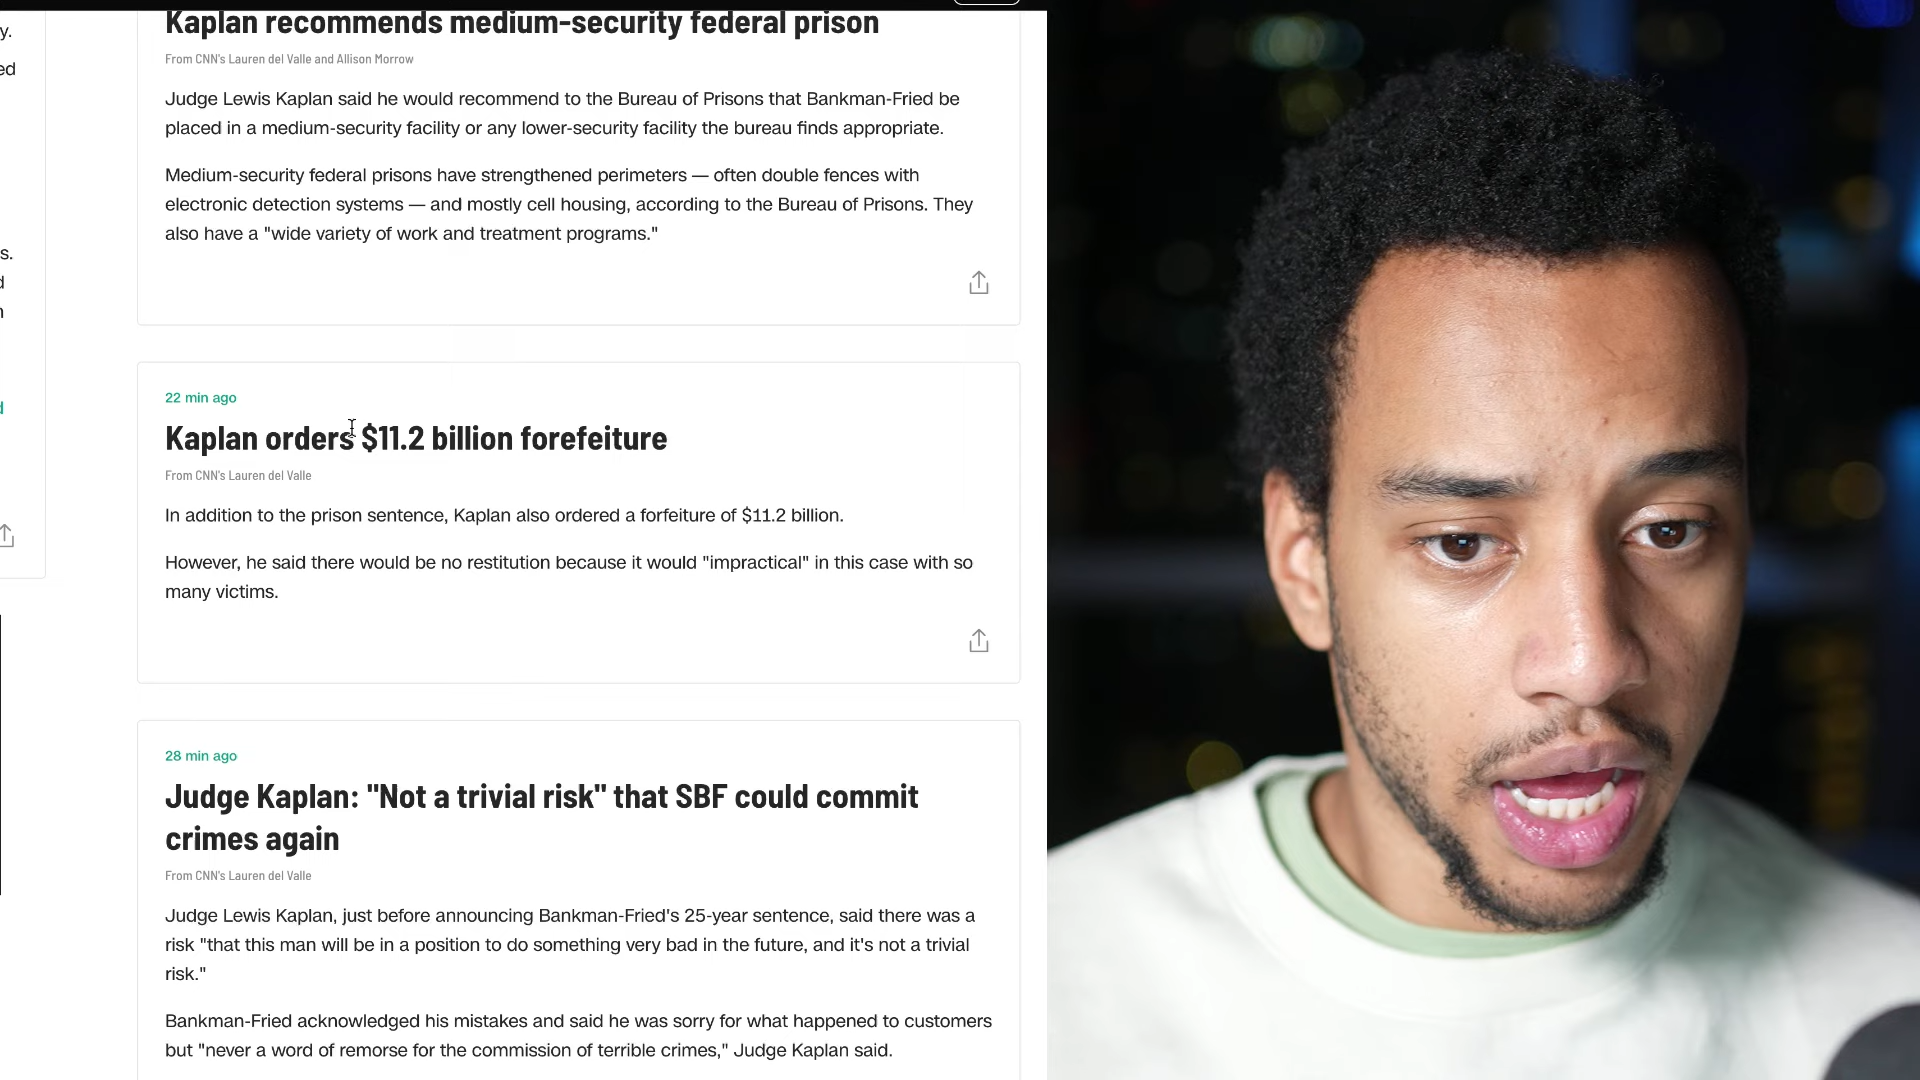 Kaplan recommends medium-security federal prison
y.
From CNN's Lauren del Valle and Allison Morrow
ed
Judge Lewis Kaplan said he would recommend to the Bureau of Prisons that Bankman-Fried be
placed in a medium-security facility or any lower-security facility the bureau finds appropriate.
Medium-security federal prisons have strengthened perimeters — often double fences with
electronic detection systems — and mostly cell housing, according to the Bureau of Prisons. They
also have a "wide variety of work and treatment programs."
s.
d
n
22 min ago
d
Kaplan orders $11.2 billion forefeiture
From CNN's Lauren del Valle
In addition to the prison sentence, Kaplan also ordered a forfeiture of $11.2 billion.
However, he said there would be no restitution because it would "impractical" in this case with so
many victims.
28 min ago
Judge Kaplan: "Not a trivial risk" that SBF could commit
crimes again
From CNN's Lauren del Valle
Judge Lewis Kaplan, just before announcing Bankman-Fried's 25-year sentence, said there was a
risk "that this man will be in a position to do something very bad in the future, and it's not a trivial
risk."
Bankman-Fried acknowledged his mistakes and said he was sorry for what happened to customers
but "never a word of remorse for the commission of terrible crimes," Judge Kaplan said.